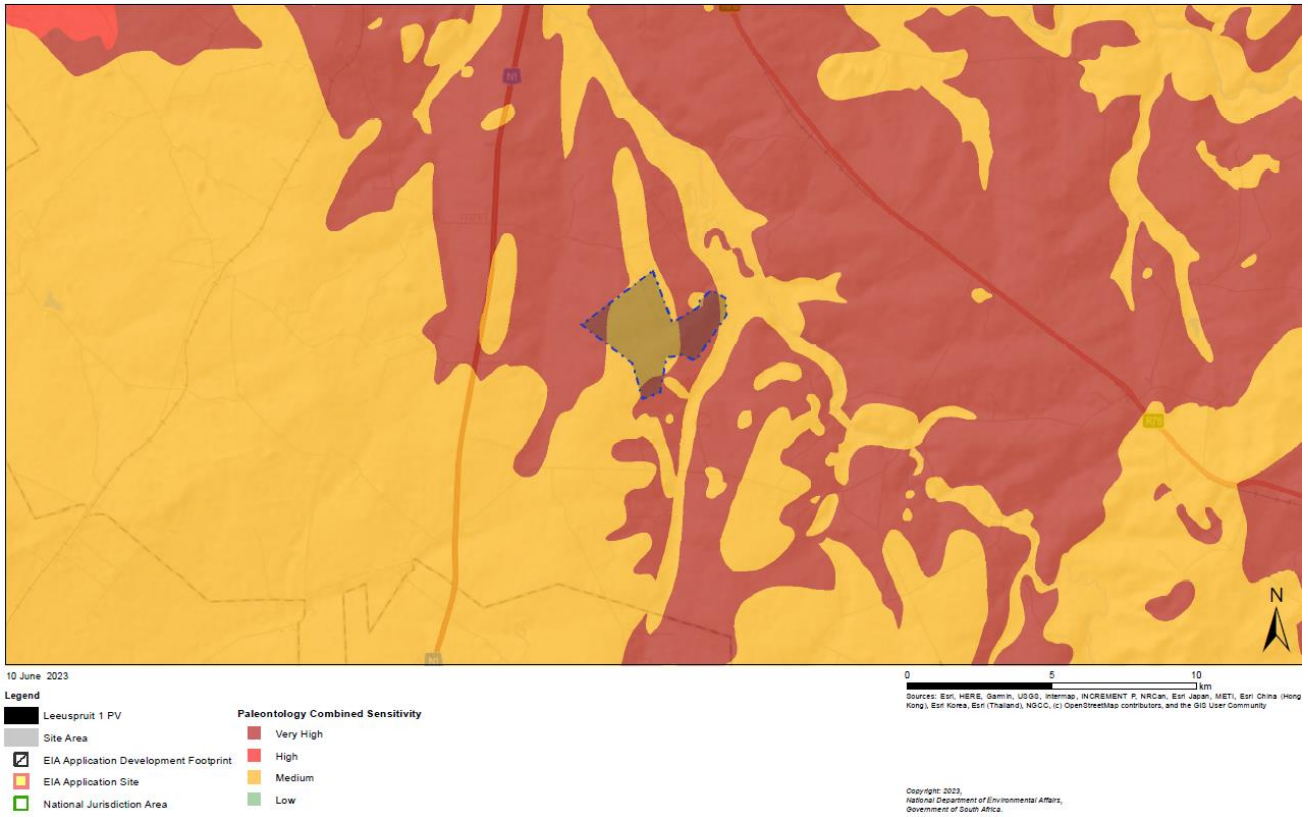 N1
R76
N1
N
10 June 2023
Legend
Leeuspruit 1 PV
Site Area
EIA Application Development Footprint
EIA Application Site
National Jurisdiction Area
Paleontology Combined Sensitivity
Very High
High
Medium
Low
0 5 10
km
Sources: Esri, HERE, Garmin, USGS, Intermap, INCREMENT P, NRCan, Esri Japan, METI, Esri China (Hong
Kong), Esri Korea, Esri (Thailand), NGCC, (c) OpenStreetMap contributors, and the GIS User Community
Copyright: 2023,
National Department of Environmental Affairs,
Government of South Africa.